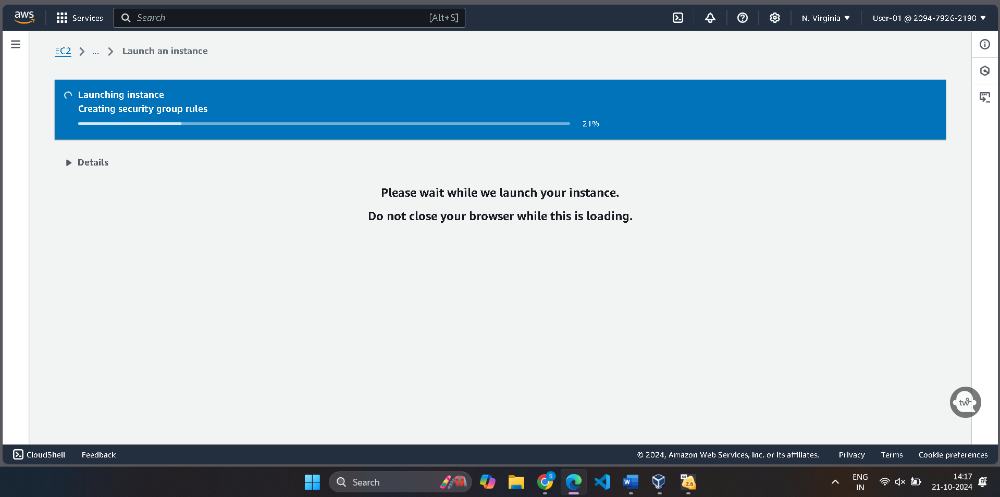 aws
Services
Search
[Alt+S]
N. Virginia
User-01 @ 2094-7926-2190
EC2
...
Launch an instance
Launching instance
Creating security group rules
21%
Details
Please wait while we launch your instance.
Do not close your browser while this is loading.
tw
CloudShell
Feedback
© 2024, Amazon Web Services, Inc. or its affiliates.
Privacy
Terms
Cookie preferences
Search
S
W
64
2.6
ENG
IN
14:17
21-10-2024